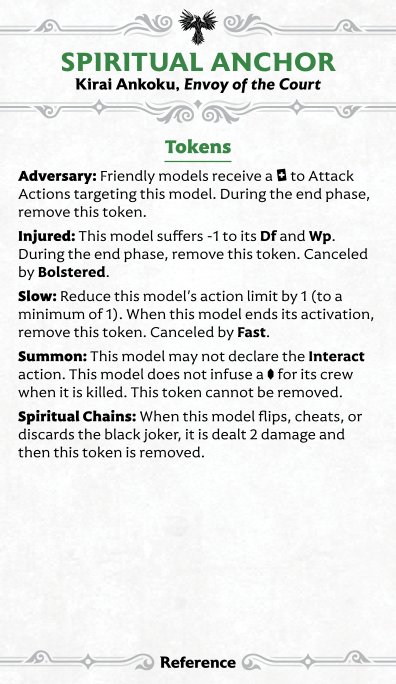 SPIRITUAL ANCHOR
Kirai Ankoku, Envoy of the Court
Tokens
Adversary: Friendly models receive a to Attack
Actions targeting this model. During the end phase,
remove this token.
Injured: This model suffers -1 to its Df and Wp.
During the end phase, remove this token. Canceled
by Bolstered.
Slow: Reduce this model's action limit by 1 (to a
minimum of 1). When this model ends its activation,
remove this token. Canceled by Fast.
Summon: This model may not declare the Interact
action. This model does not infuse a for its crew
when it is killed. This token cannot be removed.
Spiritual Chains: When this model flips, cheats, or
discards the black joker, it is dealt 2 damage and
then this token is removed.
Reference